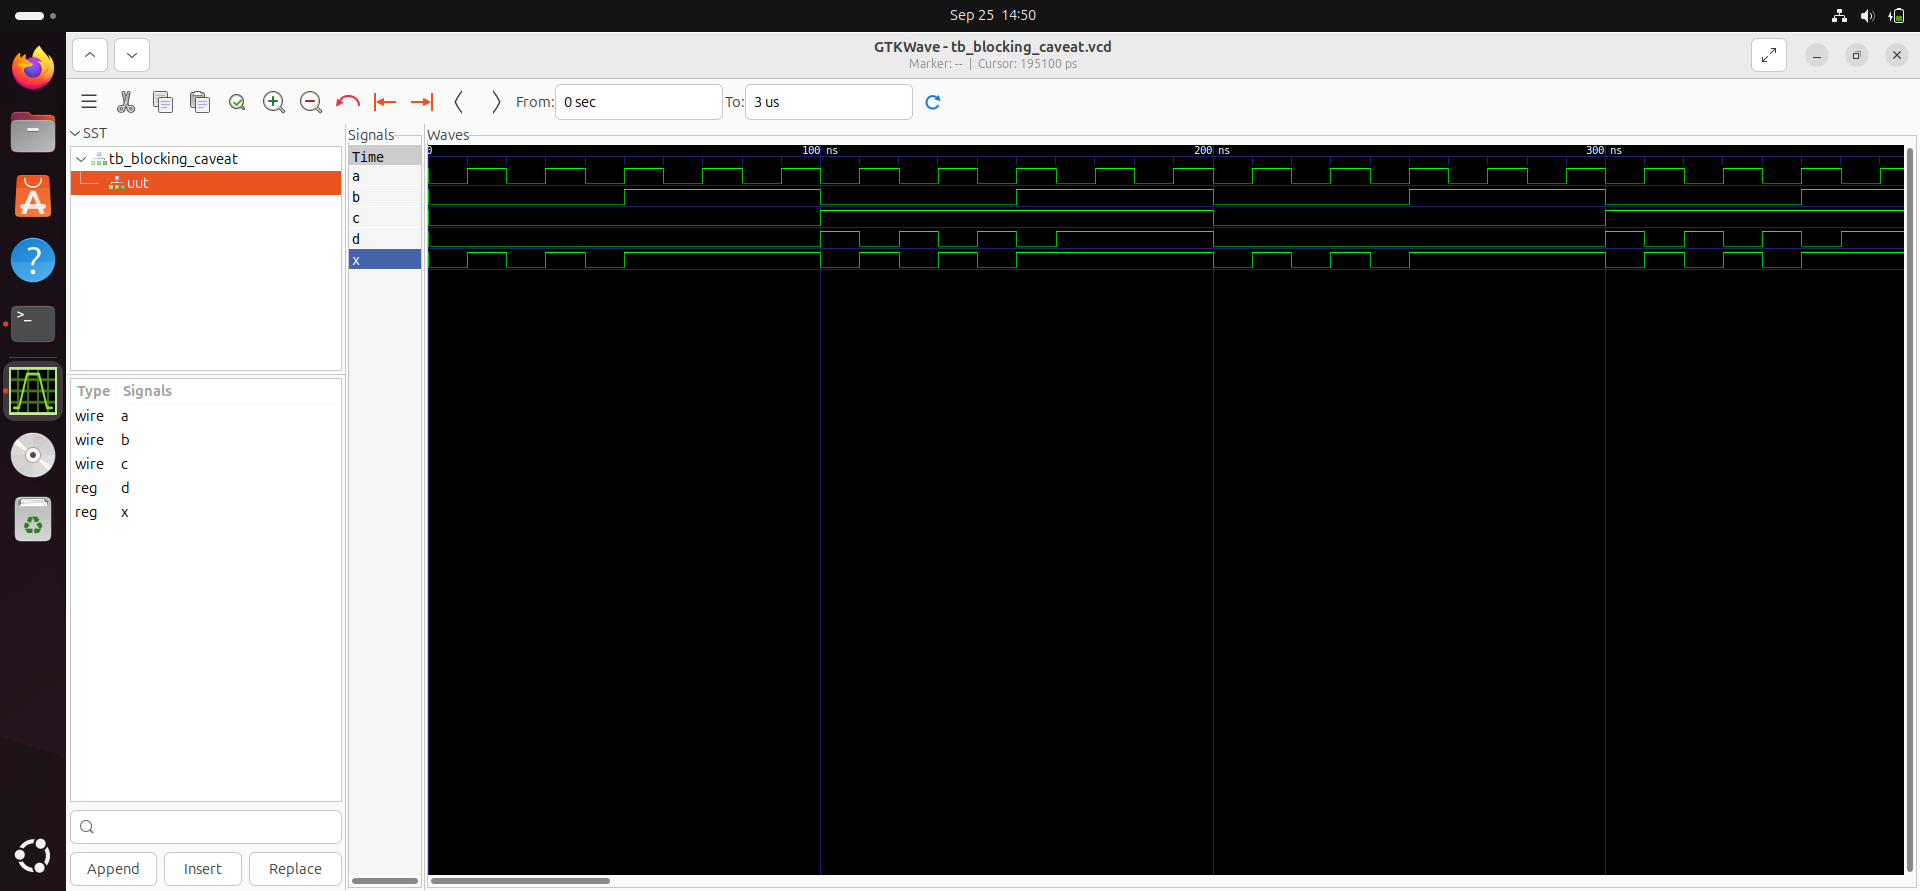 Sep 25 14:50
GTKWave - tb_blocking_caveat.vcd
Marker: -- | Cursor: 195100 ps
From: 0 sec To: 3 us
SST
tb_blocking_caveat
uut
Type Signals
wire a
wire b
wire c
reg d
reg x
Append Insert Replace
Signals
Time
a
b
c
d
x
Waves
0 100 ns 200 ns 300 ns